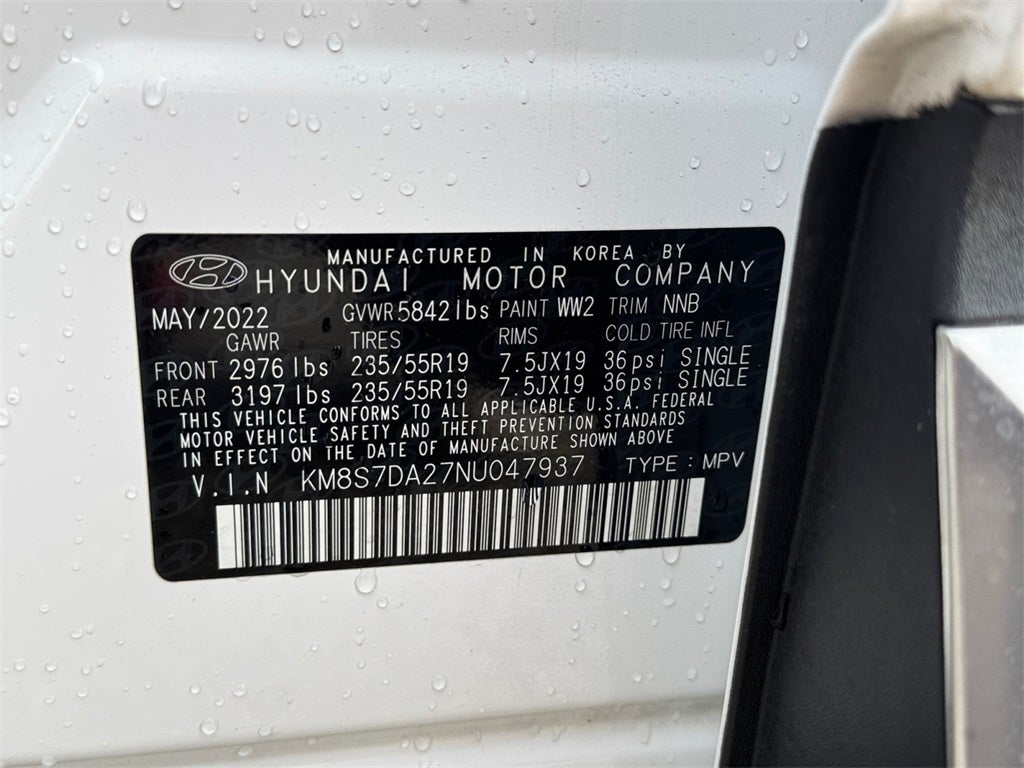 MANUFACTURED IN KOREA BY
HYUNDAI MOTOR COMPANY
MAY/2022 GVWR 5842lbs PAINT WW2 TRIM NNB
GAWR TIRES RIMS COLD TIRE INFL
FRONT 2976 lbs 235/55R19 7.5JX19 36psi SINGLE
REAR 3197 lbs 235/55R19 7.5JX19 36psi SINGLE
THIS VEHICLE CONFORMS TO ALL APPLICABLE U.S.A. FEDERAL
MOTOR VEHICLE SAFETY AND THEFT PREVENTION STANDARDS
IN EFFECT ON THE DATE OF MANUFACTURE SHOWN ABOVE
V.I.N KM8S7DA27NU047937 TYPE : MPV